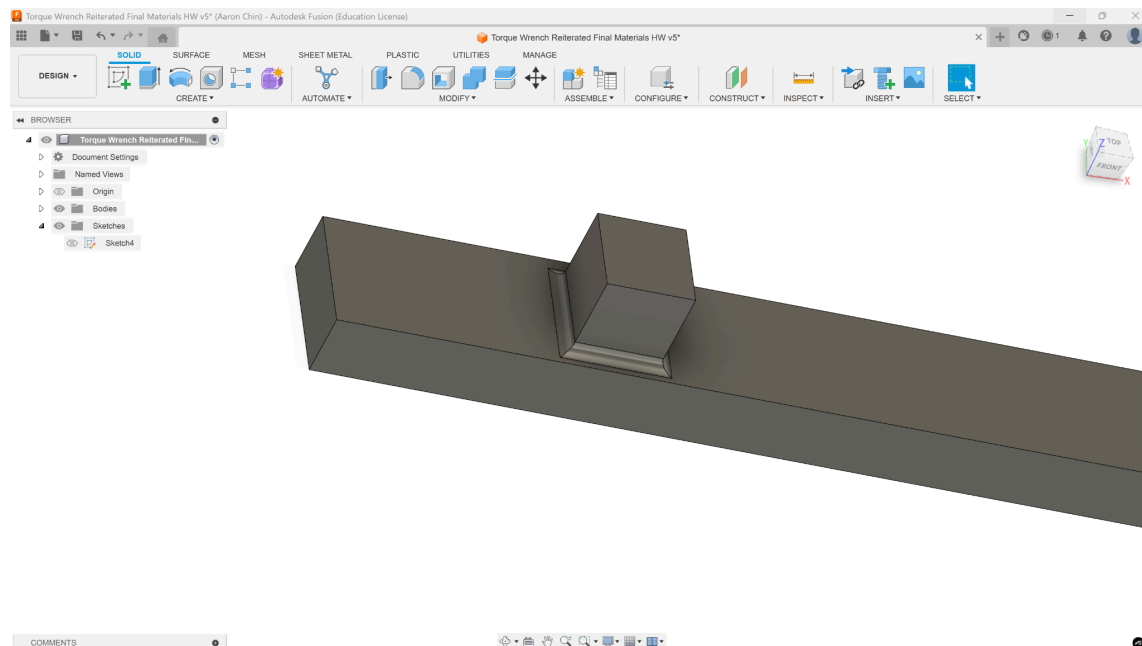 Torque Wrench Reiterated Final Materials HW v5* (Aaron Chin) - Autodesk Fusion (Education License)
Torque Wrench Reiterated Final Materials HW v5*
1
SOLID SURFACE MESH SHEET METAL PLASTIC UTILITIES MANAGE
DESIGN
CREATE AUTOMATE MODIFY ASSEMBLE CONFIGURE CONSTRUCT INSPECT INSERT SELECT
BROWSER
Torque Wrench Reiterated Fin...
Document Settings
Named Views
Origin
Bodies
Sketches
Sketch4
TOP
FRONT
Y
Z
X
COMMENTS